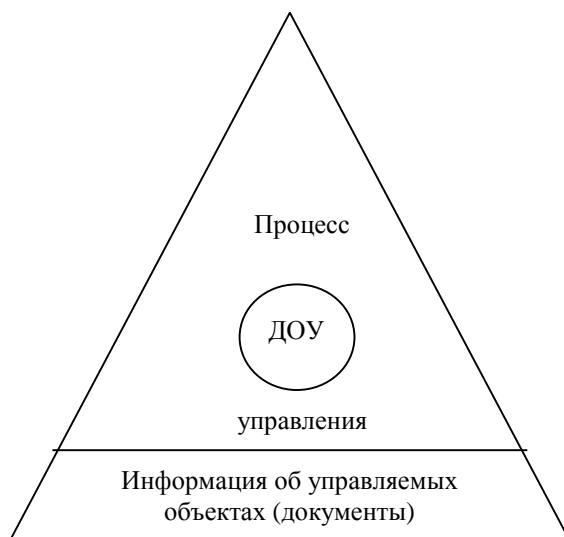 Процесс
ДОУ
управления
Информация об управляемых
объектах (документы)